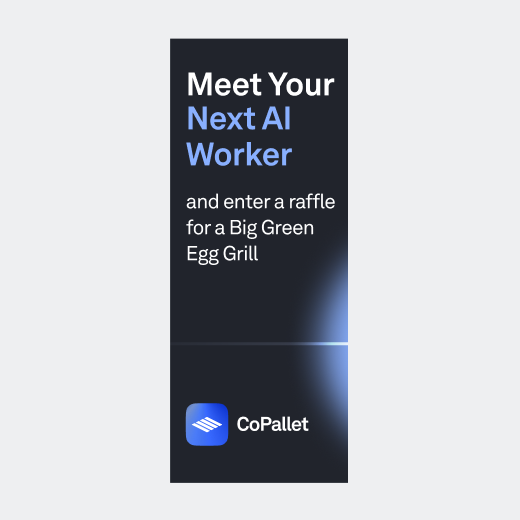 Meet Your
Next AI
Worker
and enter a raffle
for a Big Green
Egg Grill
CoPallet